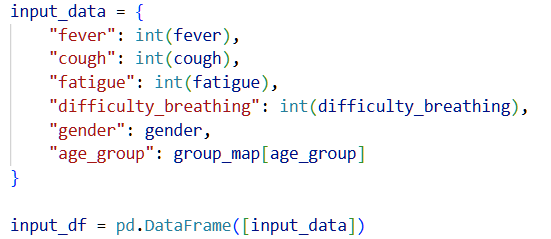 input_data = {
    "fever": int(fever),
    "cough": int(cough),
    "fatigue": int(fatigue),
    "difficulty_breathing": int(difficulty_breathing),
    "gender": gender,
    "age_group": group_map[age_group]
}

input_df = pd.DataFrame([input_data])